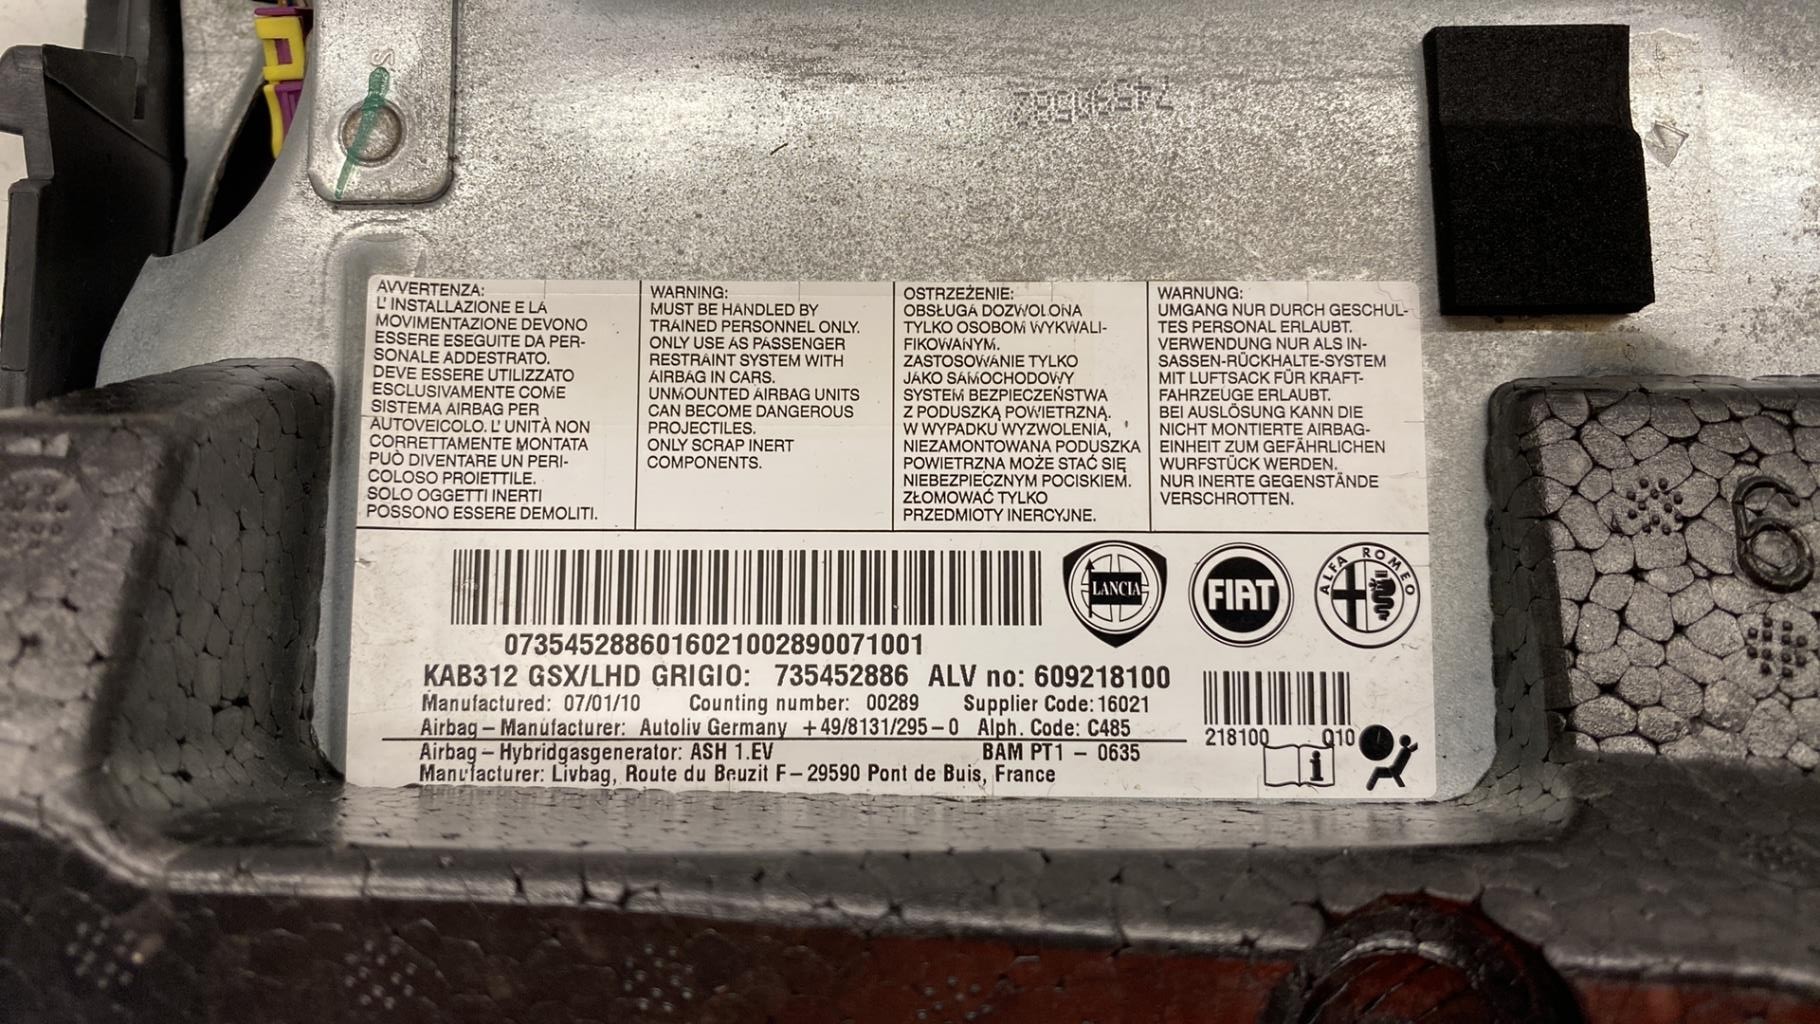 S
AVVERTENZA:
L' INSTALLAZIONE E LA
MOVIMENTAZIONE DEVONO
ESSERE ESEGUITE DA PER-
SONALE ADDESTRATO.
DEVE ESSERE UTILIZZATO
ESCLUSIVAMENTE COME
SISTEMA AIRBAG PER
AUTOVEICOLO. L' UNITÀ NON
CORRETTAMENTE MONTATA
PUÒ DIVENTARE UN PERI-
COLOSO PROIETTILE.
SOLO OGGETTI INERTI
POSSONO ESSERE DEMOLITI.
WARNING:
MUST BE HANDLED BY
TRAINED PERSONNEL ONLY.
ONLY USE AS PASSENGER
RESTRAINT SYSTEM WITH
AIRBAG IN CARS.
UNMOUNTED AIRBAG UNITS
CAN BECOME DANGEROUS
PROJECTILES.
ONLY SCRAP INERT
COMPONENTS.
OSTRZEŻENIE:
OBSŁUGA DOZWOLONA
TYLKO OSOBOM WYKWALI-
FIKOWANYM.
ZASTOSOWANIE TYLKO
JAKO SAMOCHODOWY
SYSTEM BEZPIECZEŃSTWA
Z PODUSZKĄ POWIETRZNĄ.
W WYPADKU WYZWOLENIA,
NIEZAMONTOWANA PODUSZKA
POWIETRZNA MOŻE STAĆ SIĘ
NIEBEZPIECZNYM POCISKIEM.
ZŁOMOWAĆ TYLKO
PRZEDMIOTY INERCYJNE.
WARNUNG:
UMGANG NUR DURCH GESCHUL-
TES PERSONAL ERLAUBT.
VERWENDUNG NUR ALS IN-
SASSEN-RÜCKHALTE-SYSTEM
MIT LUFTSACK FÜR KRAFT-
FAHRZEUGE ERLAUBT.
BEI AUSLÖSUNG KANN DIE
NICHT MONTIERTE AIRBAG-
EINHEIT ZUM GEFÄHRLICHEN
WURFSTÜCK WERDEN.
NUR INERTE GEGENSTÄNDE
VERSCHROTTEN.
LANCIA
FIAT
ALFA ROMEO
07354528860160210028900710​01
KAB312 GSX/LHD GRIGIO: 735452886 ALV no: 609218100
Manufactured: 07/01/10 Counting number: 00289 Supplier Code: 16021
Airbag – Manufacturer: Autoliv Germany +49/8131/295–0 Alph. Code: C485
Airbag – Hybridgasgenerator: ASH 1.EV BAM PT1 – 0635
Manufacturer: Livbag, Route du Beuzit F – 29590 Pont de Buis, France
218100 010
i
6